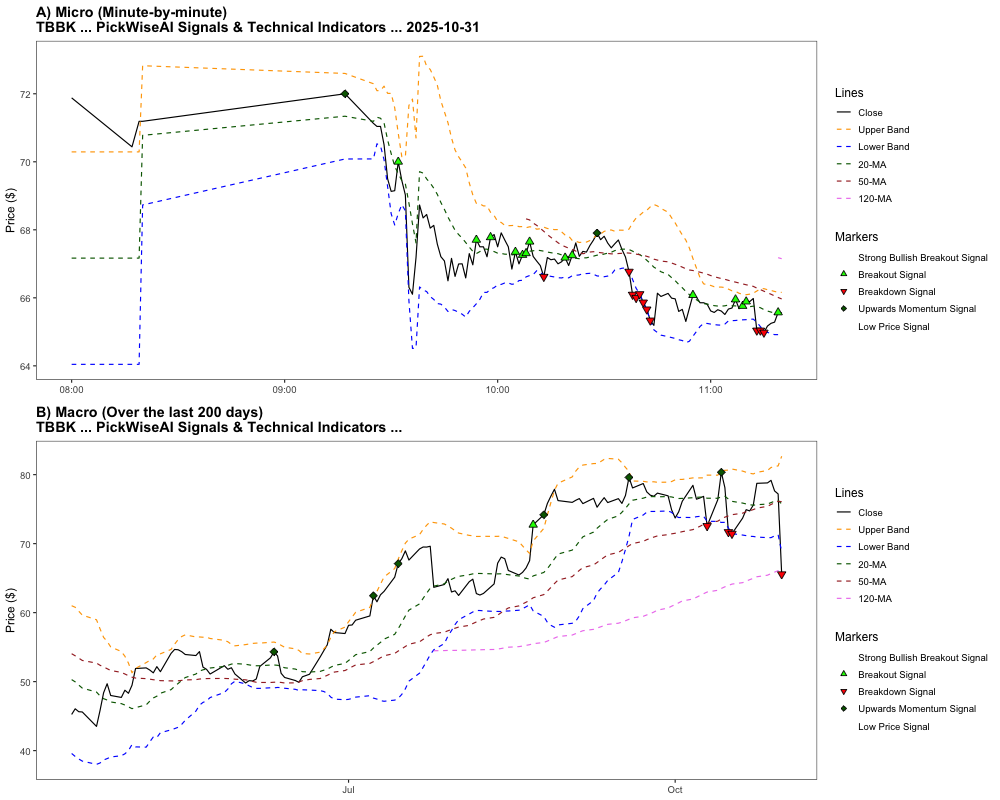 A) Micro (Minute-by-minute)
TBBK ... PickWiseAI Signals & Technical Indicators ... 2025-10-31
Price ($)
72
70
68
66
64
08:00
09:00
10:00
11:00
Lines
Close
Upper Band
Lower Band
20-MA
50-MA
120-MA
Markers
Strong Bullish Breakout Signal
Breakout Signal
Breakdown Signal
Upwards Momentum Signal
Low Price Signal
B) Macro (Over the last 200 days)
TBBK ... PickWiseAI Signals & Technical Indicators ...
Price ($)
80
70
60
50
40
Jul
Oct
Lines
Close
Upper Band
Lower Band
20-MA
50-MA
120-MA
Markers
Strong Bullish Breakout Signal
Breakout Signal
Breakdown Signal
Upwards Momentum Signal
Low Price Signal